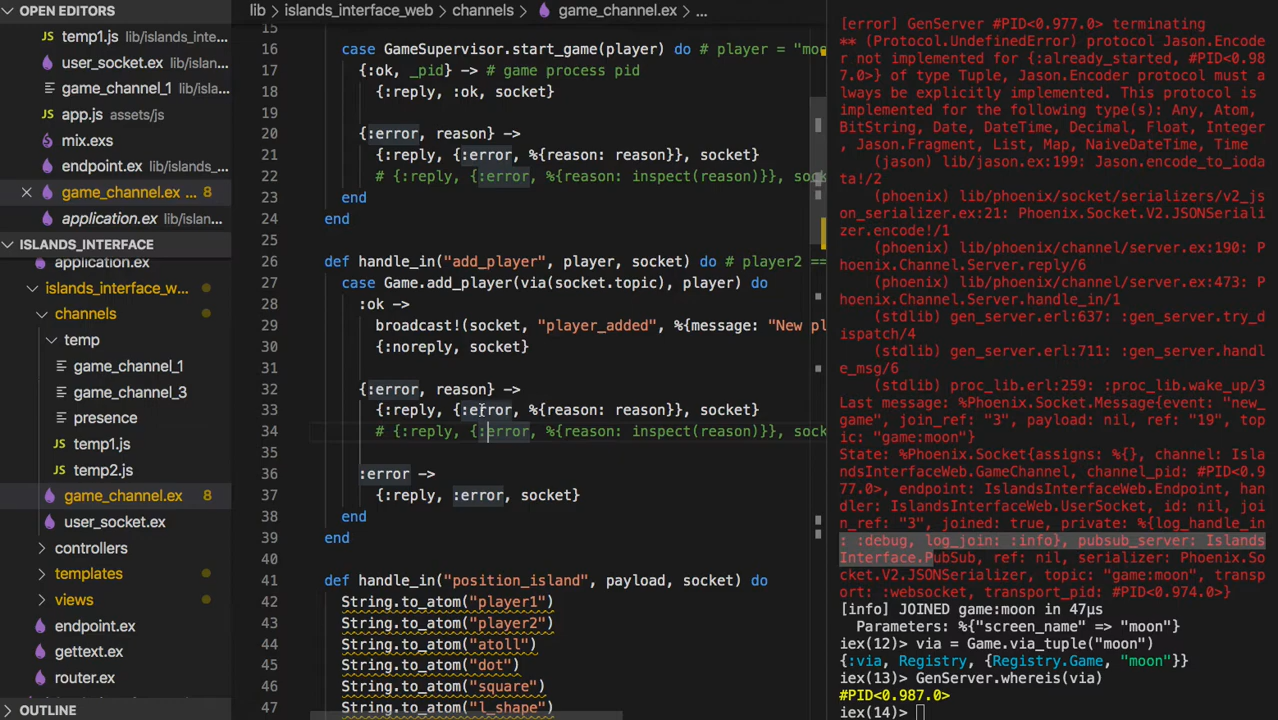 OPEN EDITORS
temp1.js lib/islands_inte...
user_socket.ex lib/islan...
game_channel_1 lib/isla...
app.js assets/js
mix.exs
endpoint.ex lib/islands_...
game_channel.ex ... 8
application.ex lib/islan...
ISLANDS_INTERFACE
application.ex
islands_interface_w...
channels
temp
game_channel_1
game_channel_3
presence
temp1.js
temp2.js
game_channel.ex 8
user_socket.ex
controllers
templates
views
endpoint.ex
gettext.ex
router.ex
OUTLINE
lib > islands_interface_web > channels > game_channel.ex > ...
15
16 case GameSupervisor.start_game(player) do # player = "moo
17 {:ok, _pid} -> # game process pid
18 {:reply, :ok, socket}
19
20 {:error, reason} ->
21 {:reply, {:error, %{reason: reason}}, socket}
22 # {:reply, {:error, %{reason: inspect(reason)}}, sock
23 end
24 end
25
26 def handle_in("add_player", player, socket) do # player2 ==
27 case Game.add_player(via(socket.topic), player) do
28 :ok ->
29 broadcast!(socket, "player_added", %{message: "New pl
30 {:noreply, socket}
31
32 {:error, reason} ->
33 {:reply, {:error, %{reason: reason}}, socket}
34 # {:reply, {:error, %{reason: inspect(reason)}}, sock
35
36 :error ->
37 {:reply, :error, socket}
38 end
39 end
40
41 def handle_in("position_island", payload, socket) do
42 String.to_atom("player1")
43 String.to_atom("player2")
44 String.to_atom("atoll")
45 String.to_atom("dot")
46 String.to_atom("square")
47 String.to_atom("l_shape")
[error] GenServer #PID<0.977.0> terminating
** (Protocol.UndefinedError) protocol Jason.Encode
r not implemented for {:already_started, #PID<0.98
7.0>} of type Tuple, Jason.Encoder protocol must a
lways be explicitly implemented. This protocol is
implemented for the following type(s): Any, Atom,
BitString, Date, DateTime, Decimal, Float, Integer
, Jason.Fragment, List, Map, NaiveDateTime, Time
(jason) lib/jason.ex:199: Jason.encode_to_ioda
ta!/2
(phoenix) lib/phoenix/socket/serializers/v2_js
on_serializer.ex:21: Phoenix.Socket.V2.JSONSeriali
zer.encode!/1
(phoenix) lib/phoenix/channel/server.ex:190: P
hoenix.Channel.Server.reply/6
(phoenix) lib/phoenix/channel/server.ex:473: P
hoenix.Channel.Server.handle_in/1
(stdlib) gen_server.erl:637: :gen_server.try_d
ispatch/4
(stdlib) gen_server.erl:711: :gen_server.handl
e_msg/6
(stdlib) proc_lib.erl:259: :proc_lib.wake_up/3
Last message: %Phoenix.Socket.Message{event: "new_
game", join_ref: "3", payload: nil, ref: "19", top
ic: "game:moon"}
State: %Phoenix.Socket{assigns: %{}, channel: Isla
ndsInterfaceWeb.GameChannel, channel_pid: #PID<0.9
77.0>, endpoint: IslandsInterfaceWeb.Endpoint, han
dler: IslandsInterfaceWeb.UserSocket, id: nil, joi
n_ref: "3", joined: true, private: %{log_handle_in
: :debug, log_join: :info}, pubsub_server: Islands
Interface.PubSub, ref: nil, serializer: Phoenix.So
cket.V2.JSONSerializer, topic: "game:moon", transp
ort: :websocket, transport_pid: #PID<0.974.0>}
[info] JOINED game:moon in 47µs
Parameters: %{"screen_name" => "moon"}
iex(12)> via = Game.via_tuple("moon")
{:via, Registry, {Registry.Game, "moon"}}
iex(13)> GenServer.whereis(via)
#PID<0.987.0>
iex(14)>